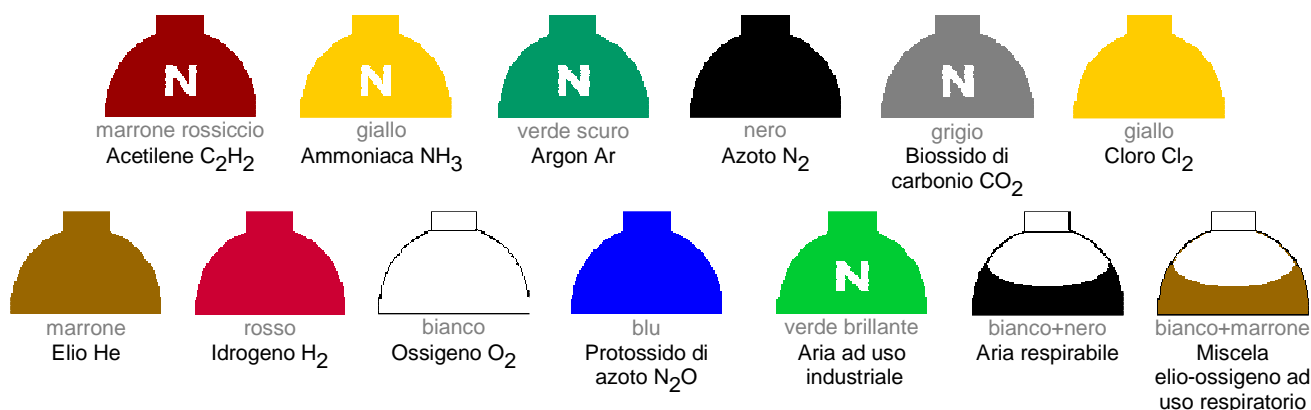 N N N N
marrone rossiccio giallo verde scuro nero grigio giallo
Acetilene C₂H₂ Ammoniaca NH₃ Argon Ar Azoto N₂ Biossido di carbonio CO₂ Cloro Cl₂
N
marrone rosso bianco blu verde brillante bianco+nero bianco+marrone
Elio He Idrogeno H₂ Ossigeno O₂ Protossido di azoto N₂O Aria ad uso industriale Aria respirabile Miscela elio-ossigeno ad uso respiratorio